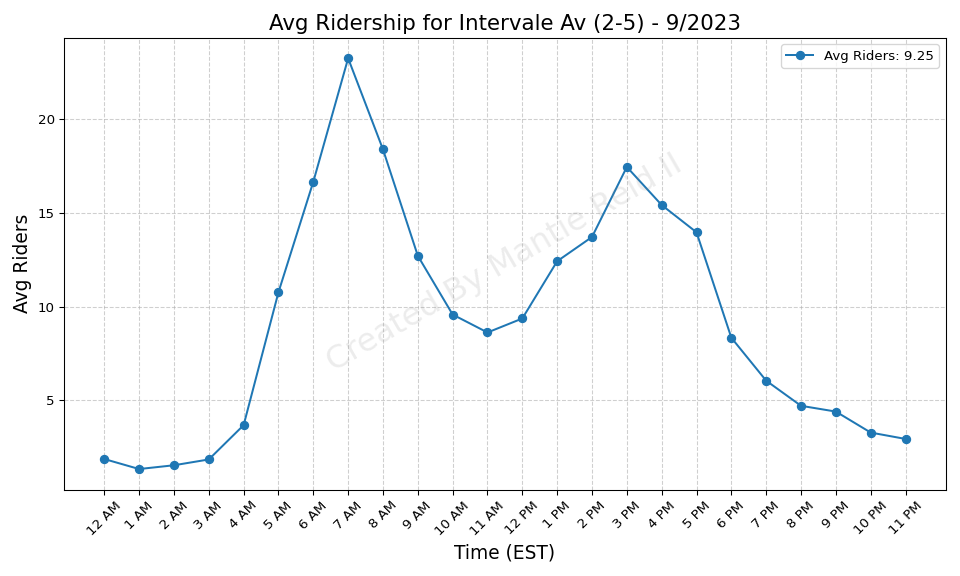 Avg Ridership for Intervale Av (2-5) - 9/2023
Avg Riders: 9.25
Avg Riders
20
15
10
5
Created By Mantle Reid II
12 AM
1 AM
2 AM
3 AM
4 AM
5 AM
6 AM
7 AM
8 AM
9 AM
10 AM
11 AM
12 PM
1 PM
2 PM
3 PM
4 PM
5 PM
6 PM
7 PM
8 PM
9 PM
10 PM
11 PM
Time (EST)